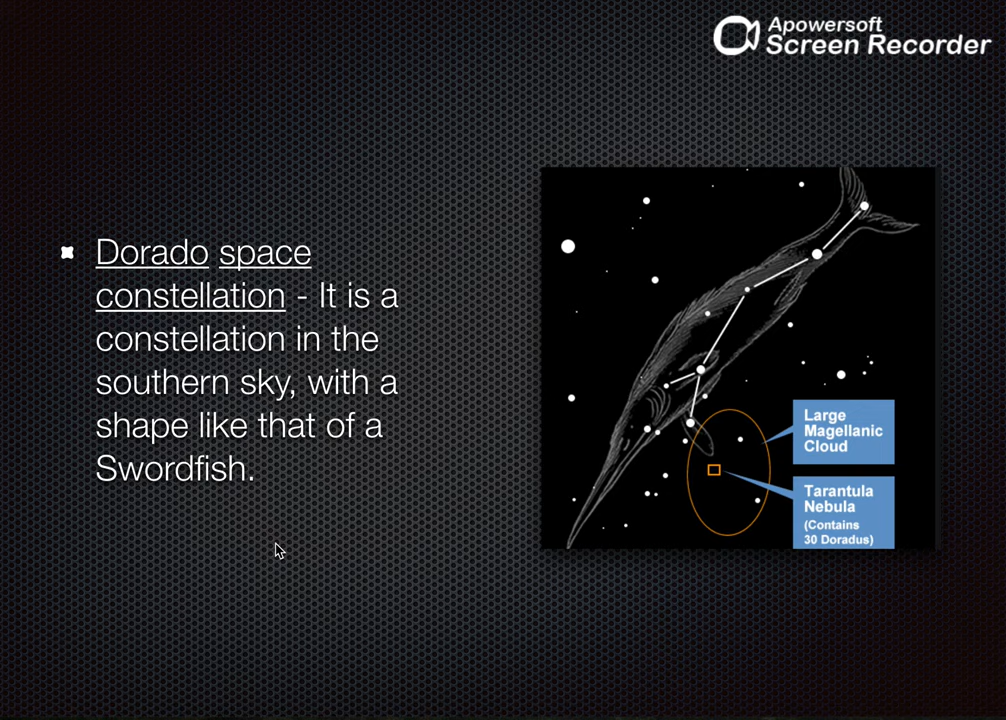 Apowersoft
Screen Recorder
Dorado space
constellation - It is a
constellation in the
southern sky, with a
shape like that of a
Swordfish.
Large
Magellanic
Cloud
Tarantula
Nebula
(Contains
30 Doradus)